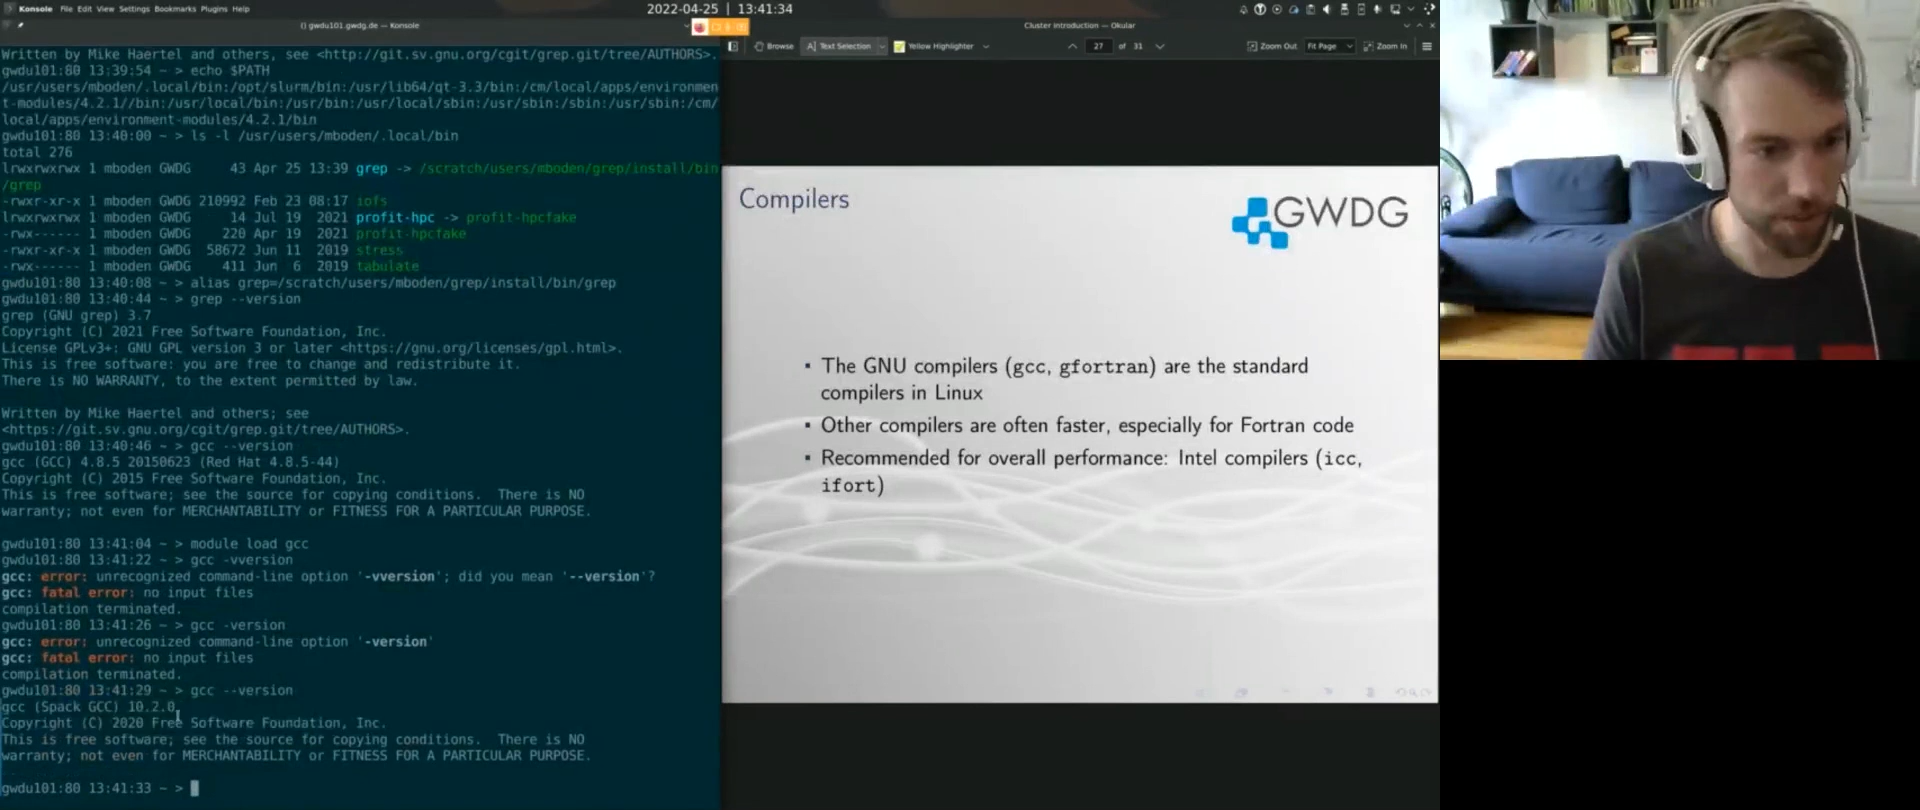 Konsole File Edit View Settings Bookmarks Plugins Help
2022-04-25 | 13:41:34
() gwdu101.gwdg.de — Konsole
Written by Mike Haertel and others, see <http://git.sv.gnu.org/cgit/grep.git/tree/AUTHORS>.
gwdu101:80 13:39:54 ~ > echo $PATH
/usr/users/mboden/.local/bin:/opt/slurm/bin:/usr/lib64/qt-3.3/bin:/cm/local/apps/environmen
t-modules/4.2.1//bin:/usr/local/bin:/usr/bin:/usr/local/sbin:/usr/sbin:/sbin:/usr/sbin:/cm/
local/apps/environment-modules/4.2.1/bin
gwdu101:80 13:40:00 ~ > ls -l /usr/users/mboden/.local/bin
total 276
lrwxrwxrwx 1 mboden GWDG 43 Apr 25 13:39 grep -> /scratch/users/mboden/grep/install/bin
/grep
-rwxr-xr-x 1 mboden GWDG 210992 Feb 23 08:17 iofs
lrwxrwxrwx 1 mboden GWDG 14 Jul 19 2021 profit-hpc -> profit-hpcfake
-rwx------ 1 mboden GWDG 220 Apr 19 2021 profit-hpcfake
-rwxr-xr-x 1 mboden GWDG 58672 Jun 11 2019 stress
-rwx------ 1 mboden GWDG 411 Jun 6 2019 tabulate
gwdu101:80 13:40:08 ~ > alias grep=/scratch/users/mboden/grep/install/bin/grep
gwdu101:80 13:40:44 ~ > grep --version
grep (GNU grep) 3.7
Copyright (C) 2021 Free Software Foundation, Inc.
License GPLv3+: GNU GPL version 3 or later <https://gnu.org/licenses/gpl.html>.
This is free software: you are free to change and redistribute it.
There is NO WARRANTY, to the extent permitted by law.
Written by Mike Haertel and others; see
<https://git.sv.gnu.org/cgit/grep.git/tree/AUTHORS>.
gwdu101:80 13:40:46 ~ > gcc --version
gcc (GCC) 4.8.5 20150623 (Red Hat 4.8.5-44)
Copyright (C) 2015 Free Software Foundation, Inc.
This is free software; see the source for copying conditions. There is NO
warranty; not even for MERCHANTABILITY or FITNESS FOR A PARTICULAR PURPOSE.
gwdu101:80 13:41:04 ~ > module load gcc
gwdu101:80 13:41:22 ~ > gcc -vversion
gcc: error: unrecognized command-line option '-vversion'; did you mean '--version'?
gcc: fatal error: no input files
compilation terminated.
gwdu101:80 13:41:26 ~ > gcc -version
gcc: error: unrecognized command-line option '-version'
gcc: fatal error: no input files
compilation terminated.
gwdu101:80 13:41:29 ~ > gcc --version
gcc (Spack GCC) 10.2.0
Copyright (C) 2020 Free Software Foundation, Inc.
This is free software; see the source for copying conditions. There is NO
warranty; not even for MERCHANTABILITY or FITNESS FOR A PARTICULAR PURPOSE.
gwdu101:80 13:41:33 ~ >
Cluster Introduction — Okular
Browse Text Selection Yellow Highlighter 27 of 31 Zoom Out Fit Page Zoom In
Compilers
GWDG
▪ The GNU compilers (gcc, gfortran) are the standard
compilers in Linux
▪ Other compilers are often faster, especially for Fortran code
▪ Recommended for overall performance: Intel compilers (icc,
ifort)